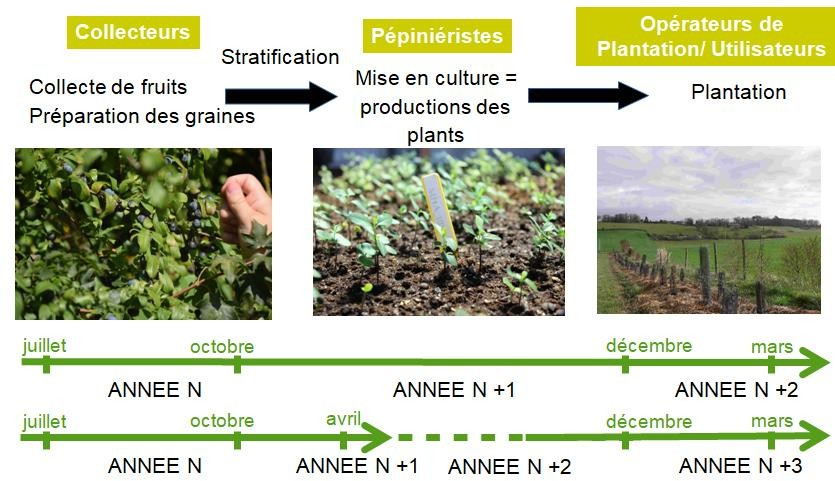 Collecteurs
Stratification
Pépiniéristes
Opérateurs de
Plantation/ Utilisateurs
Collecte de fruits
Préparation des graines
Mise en culture =
productions des
plants
Plantation
juillet
octobre
décembre
mars
ANNEE N
ANNEE N +1
ANNEE N +2
juillet
octobre
avril
décembre
mars
ANNEE N
ANNEE N +1
ANNEE N +2
ANNEE N +3